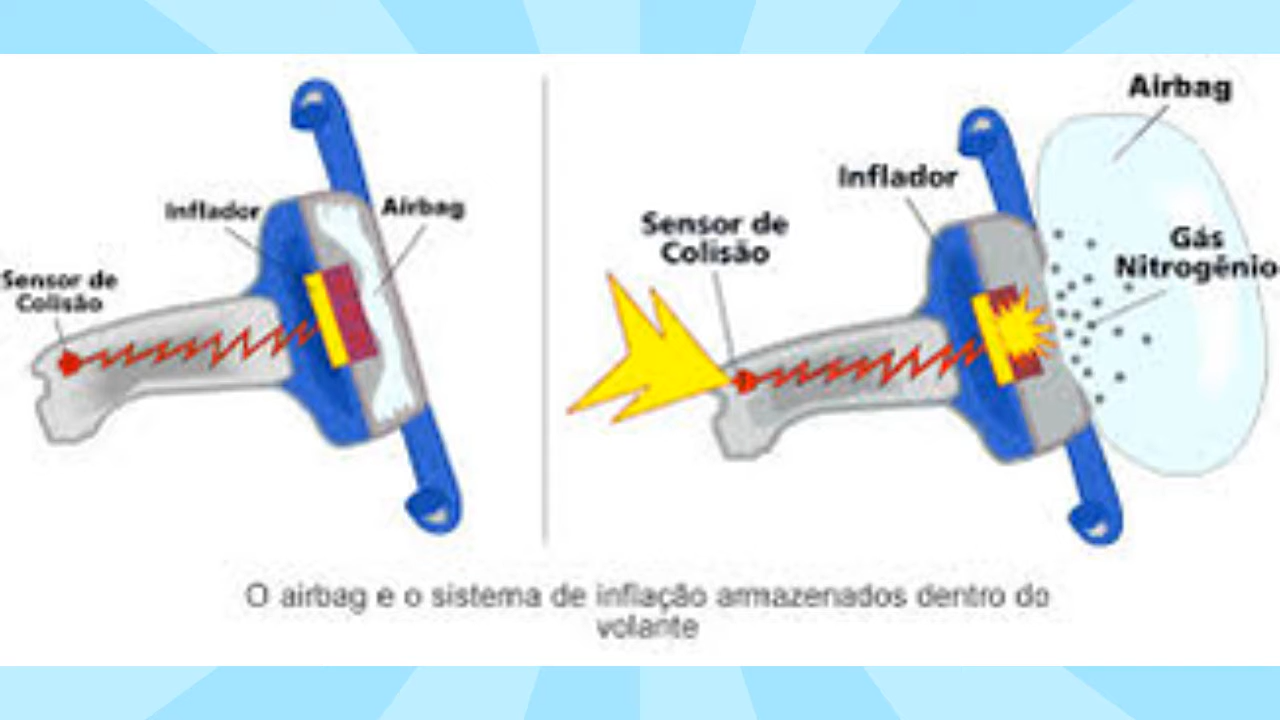 Inflador
Airbag
Sensor de
Colisão
Airbag
Inflador
Sensor de
Colisão
Gás
Nitrogênio
O airbag e o sistema de inflação armazenados dentro do
volante